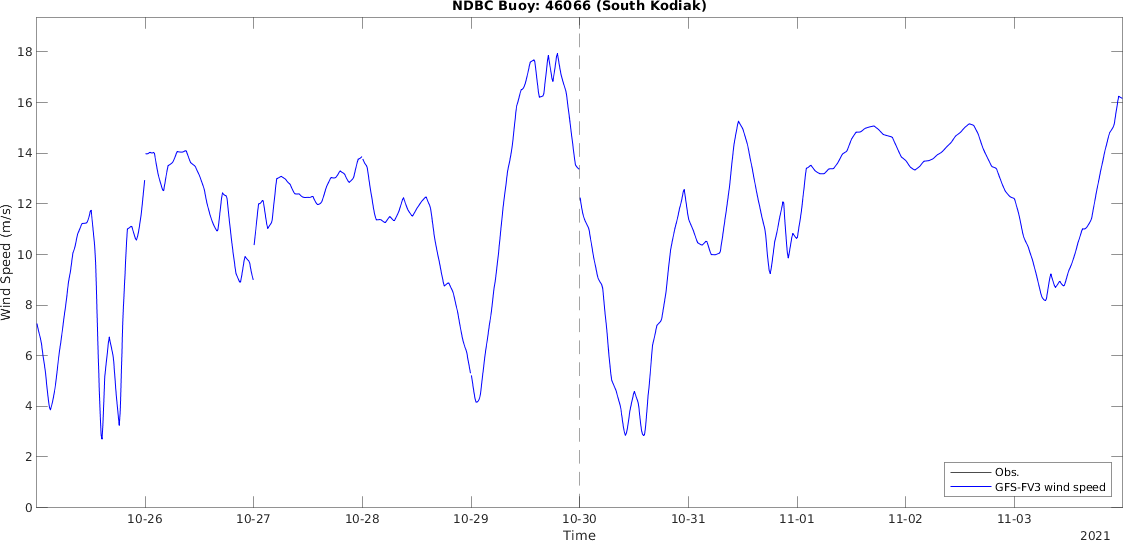 NDBC Buoy: 46066 (South Kodiak)
Wind Speed (m/s)
18
16
14
12
10
8
6
4
2
0
10-26 10-27 10-28 10-29 10-30 10-31 11-01 11-02 11-03
Time
2021
Obs.
GFS-FV3 wind speed